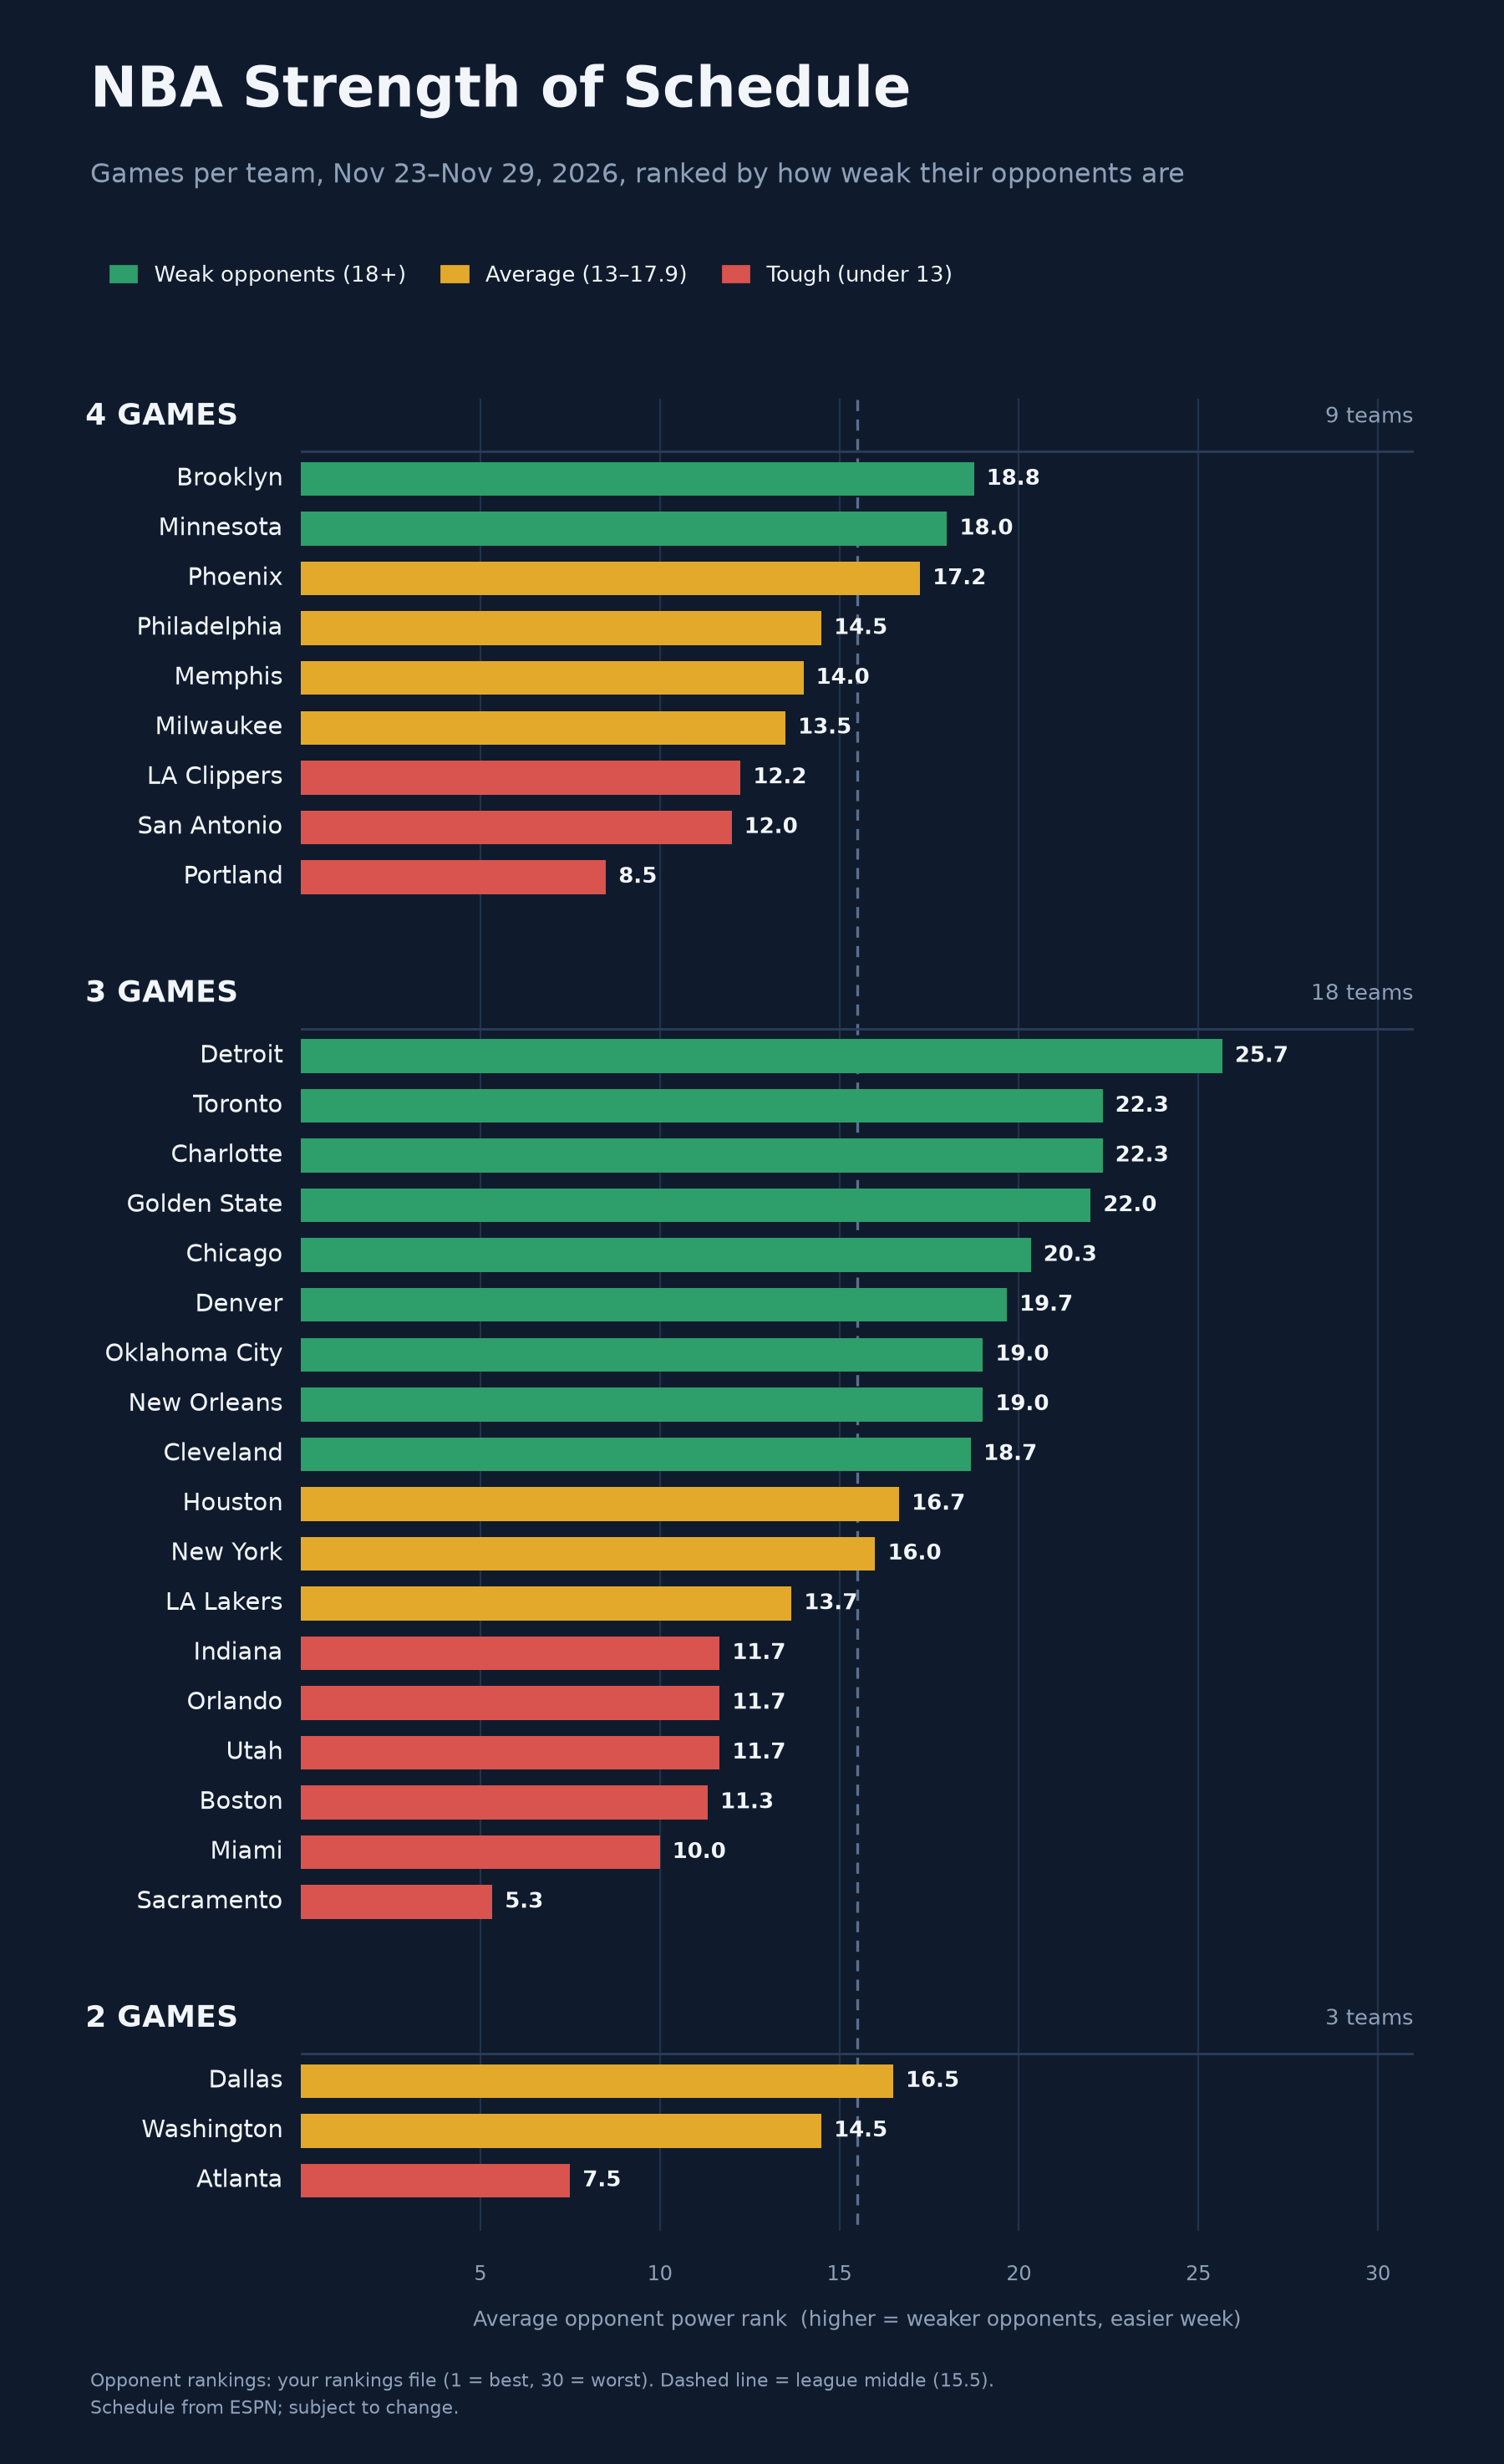 NBA Strength of Schedule
Games per team, Nov 23–Nov 29, 2026, ranked by how weak their opponents are
Weak opponents (18+) Average (13–17.9) Tough (under 13)
4 GAMES 9 teams
Brooklyn 18.8
Minnesota 18.0
Phoenix 17.2
Philadelphia 14.5
Memphis 14.0
Milwaukee 13.5
LA Clippers 12.2
San Antonio 12.0
Portland 8.5
3 GAMES 18 teams
Detroit 25.7
Toronto 22.3
Charlotte 22.3
Golden State 22.0
Chicago 20.3
Denver 19.7
Oklahoma City 19.0
New Orleans 19.0
Cleveland 18.7
Houston 16.7
New York 16.0
LA Lakers 13.7
Indiana 11.7
Orlando 11.7
Utah 11.7
Boston 11.3
Miami 10.0
Sacramento 5.3
2 GAMES 3 teams
Dallas 16.5
Washington 14.5
Atlanta 7.5
5 10 15 20 25 30
Average opponent power rank (higher = weaker opponents, easier week)
Opponent rankings: your rankings file (1 = best, 30 = worst). Dashed line = league middle (15.5).
Schedule from ESPN; subject to change.